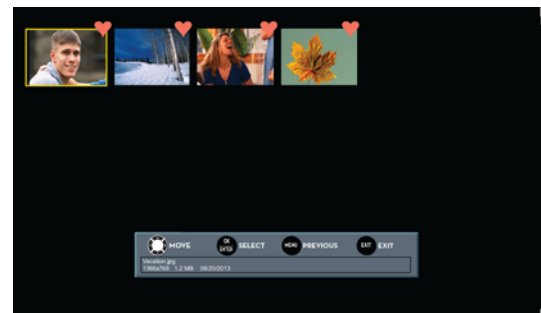 MOVE
OK
ENTER
SELECT
MENU
PREVIOUS
EXIT
EXIT
Vacation.jpg
1366x768 1.2 MB 08/20/2013